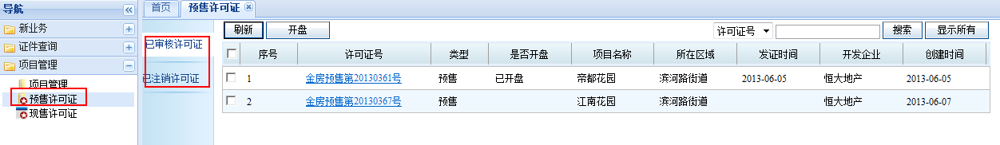 导航
新业务
证件查询
项目管理
项目管理
预售许可证
现售许可证
首页 预售许可证
已审核许可证
已注销许可证
刷新 开盘 许可证号 搜索 显示所有
序号 许可证号 类型 是否开盘 项目名称 所在区域 发证时间 开发企业 创建时间
1 金房预售第20130361号 预售 已开盘 帝都花园 滨河路街道 2013-06-05 恒大地产 2013-06-05
2 金房预售第20130367号 预售 江南花园 滨河路街道 恒大地产 2013-06-07